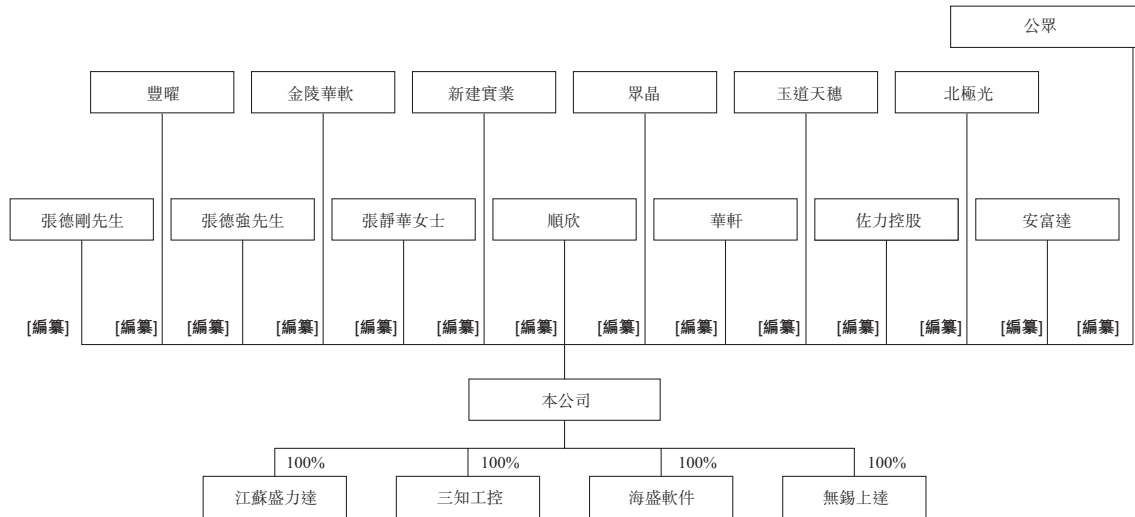 公眾
豐曜 金陵華軟 新建實業 眾晶 玉道天穗 北極光
張德剛先生 張德強先生 張靜華女士 順欣 華軒 佐力控股 安富達
[編纂] [編纂] [編纂] [編纂] [編纂] [編纂] [編纂] [編纂] [編纂] [編纂] [編纂] [編纂] [編纂] [編纂]
本公司
100% 100% 100% 100%
江蘇盛力達 三知工控 海盛軟件 無錫上達